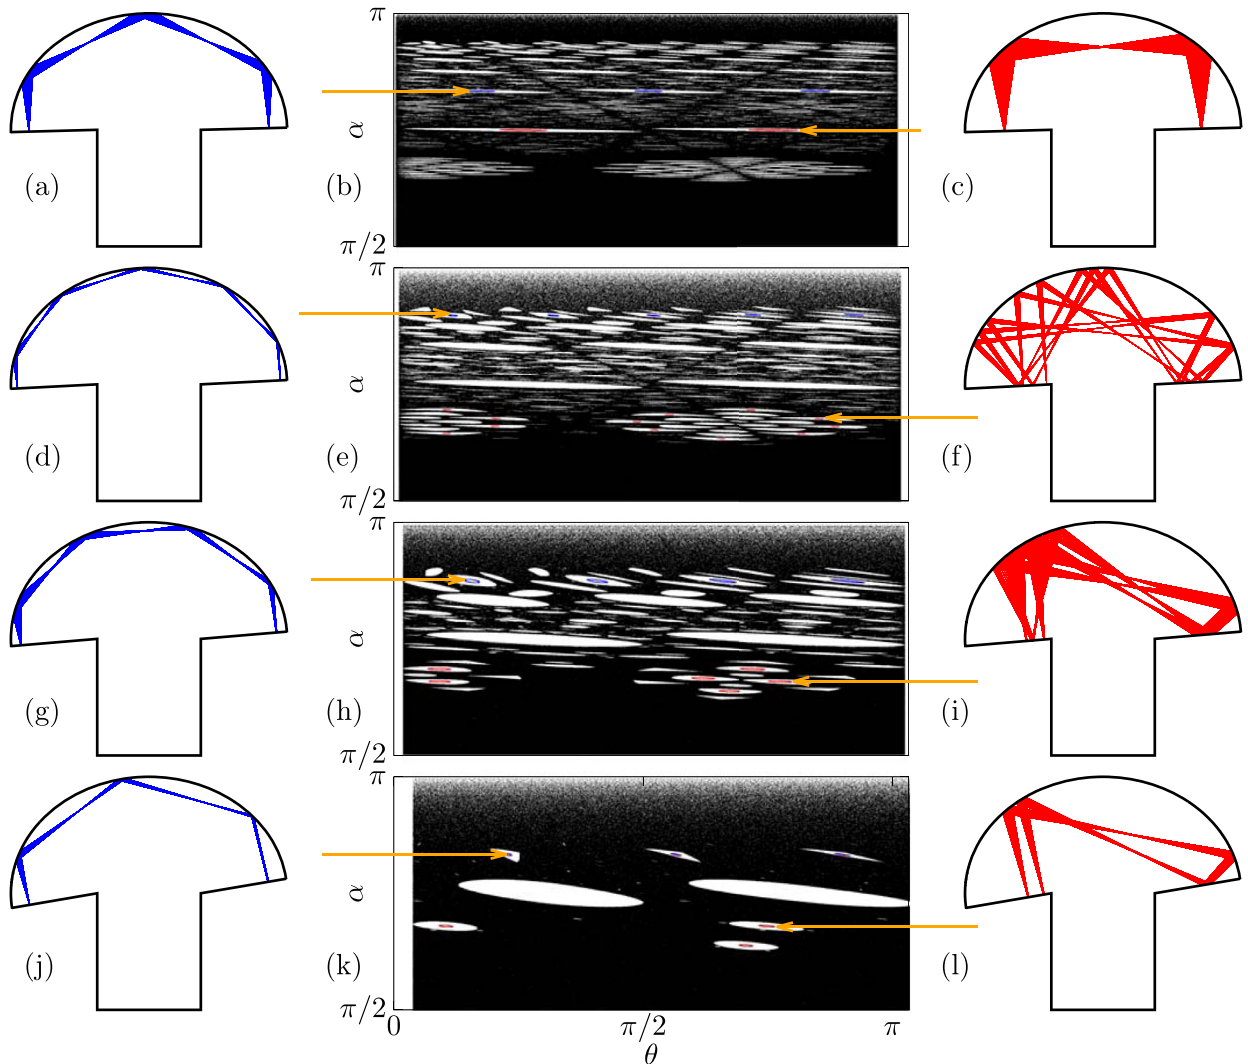 π
α
(a)
(b)
(c)
π/2
π
α
(d)
(e)
(f)
π/2
π
α
(g)
(h)
(i)
π/2
π
α
(j)
(k)
(l)
π/2
0
π/2
π
θ